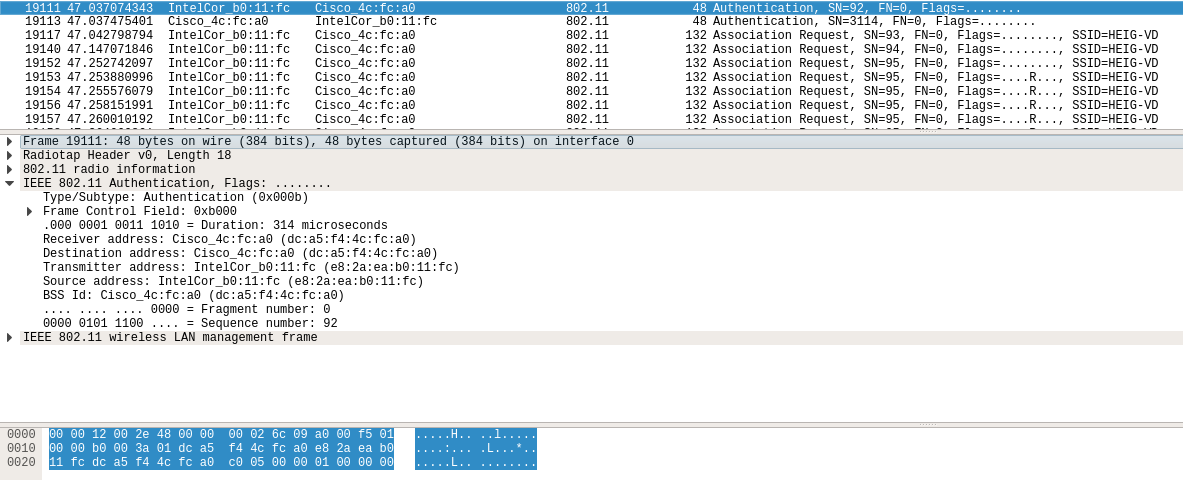 19111 47.037074343 IntelCor_b0:11:fc Cisco_4c:fc:a0 802.11 48 Authentication, SN=92, FN=0, Flags=........
19113 47.037475401 Cisco_4c:fc:a0 IntelCor_b0:11:fc 802.11 48 Authentication, SN=3114, FN=0, Flags=........
19117 47.042798794 IntelCor_b0:11:fc Cisco_4c:fc:a0 802.11 132 Association Request, SN=93, FN=0, Flags=........, SSID=HEIG-VD
19140 47.147071846 IntelCor_b0:11:fc Cisco_4c:fc:a0 802.11 132 Association Request, SN=94, FN=0, Flags=........, SSID=HEIG-VD
19152 47.252742097 IntelCor_b0:11:fc Cisco_4c:fc:a0 802.11 132 Association Request, SN=95, FN=0, Flags=........, SSID=HEIG-VD
19153 47.253880996 IntelCor_b0:11:fc Cisco_4c:fc:a0 802.11 132 Association Request, SN=95, FN=0, Flags=....R..., SSID=HEIG-VD
19154 47.255576079 IntelCor_b0:11:fc Cisco_4c:fc:a0 802.11 132 Association Request, SN=95, FN=0, Flags=....R..., SSID=HEIG-VD
19156 47.258151991 IntelCor_b0:11:fc Cisco_4c:fc:a0 802.11 132 Association Request, SN=95, FN=0, Flags=....R..., SSID=HEIG-VD
19157 47.260010192 IntelCor_b0:11:fc Cisco_4c:fc:a0 802.11 132 Association Request, SN=95, FN=0, Flags=....R..., SSID=HEIG-VD
Frame 19111: 48 bytes on wire (384 bits), 48 bytes captured (384 bits) on interface 0
Radiotap Header v0, Length 18
802.11 radio information
IEEE 802.11 Authentication, Flags: ........
Type/Subtype: Authentication (0x000b)
Frame Control Field: 0xb000
.000 0001 0011 1010 = Duration: 314 microseconds
Receiver address: Cisco_4c:fc:a0 (dc:a5:f4:4c:fc:a0)
Destination address: Cisco_4c:fc:a0 (dc:a5:f4:4c:fc:a0)
Transmitter address: IntelCor_b0:11:fc (e8:2a:ea:b0:11:fc)
Source address: IntelCor_b0:11:fc (e8:2a:ea:b0:11:fc)
BSS Id: Cisco_4c:fc:a0 (dc:a5:f4:4c:fc:a0)
.... .... .... 0000 = Fragment number: 0
0000 0101 1100 .... = Sequence number: 92
IEEE 802.11 wireless LAN management frame
0000 00 00 12 00 2e 48 00 00 00 02 6c 09 a0 00 f5 01 .....H.. ..l.....
0010 00 00 b0 00 3a 01 dc a5 f4 4c fc a0 e8 2a ea b0 ....:... .L...*..
0020 11 fc dc a5 f4 4c fc a0 c0 05 00 00 01 00 00 00 .....L.. ........